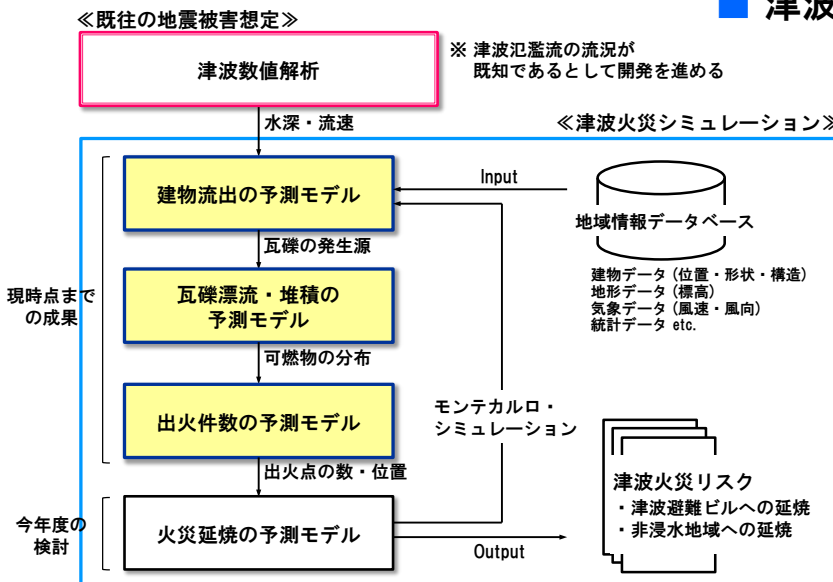 ■ 津波
≪既往の地震被害想定≫
津波数値解析
※ 津波氾濫流の流況が
既知であるとして開発を進める
水深・流速
≪津波火災シミュレーション≫
建物流出の予測モデル
Input
地域情報データベース
瓦礫の発生源
建物データ (位置・形状・構造)
地形データ (標高)
気象データ (風速・風向)
統計データ etc.
現時点まで
の成果
瓦礫漂流・堆積の
予測モデル
可燃物の分布
出火件数の予測モデル
モンテカルロ・
シミュレーション
出火点の数・位置
津波火災リスク
・津波避難ビルへの延焼
・非浸水地域への延焼
今年度の
検討
火災延焼の予測モデル
Output